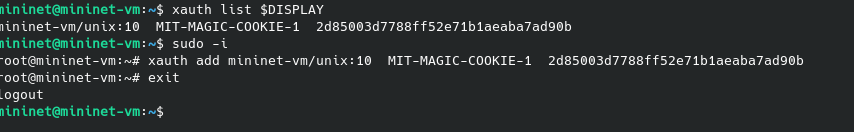 mininet@mininet-vm:~$ xauth list $DISPLAY
mininet-vm/unix:10  MIT-MAGIC-COOKIE-1  2d85003d7788ff52e71b1aeaba7ad90b
mininet@mininet-vm:~$ sudo -i
root@mininet-vm:~# xauth add mininet-vm/unix:10  MIT-MAGIC-COOKIE-1  2d85003d7788ff52e71b1aeaba7ad90b
root@mininet-vm:~# exit
logout
mininet@mininet-vm:~$